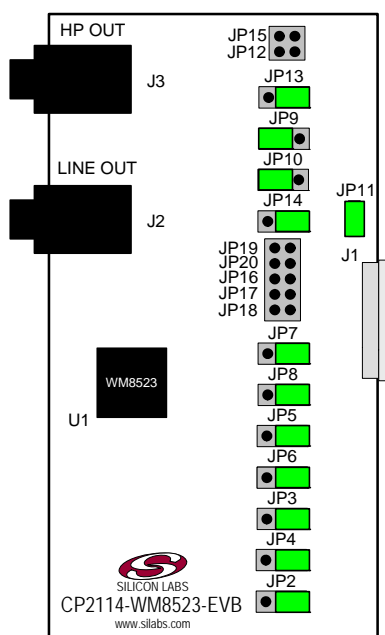 HP OUT
JP15
JP12
J3
JP13
JP9
JP10
LINE OUT
JP11
JP14
J2
J1
JP19
JP20
JP16
JP17
JP18
JP7
WM8523
JP8
U1
JP5
JP6
JP3
JP4
SILICON LABS
JP2
CP2114-WM8523-EVB
www.silabs.com